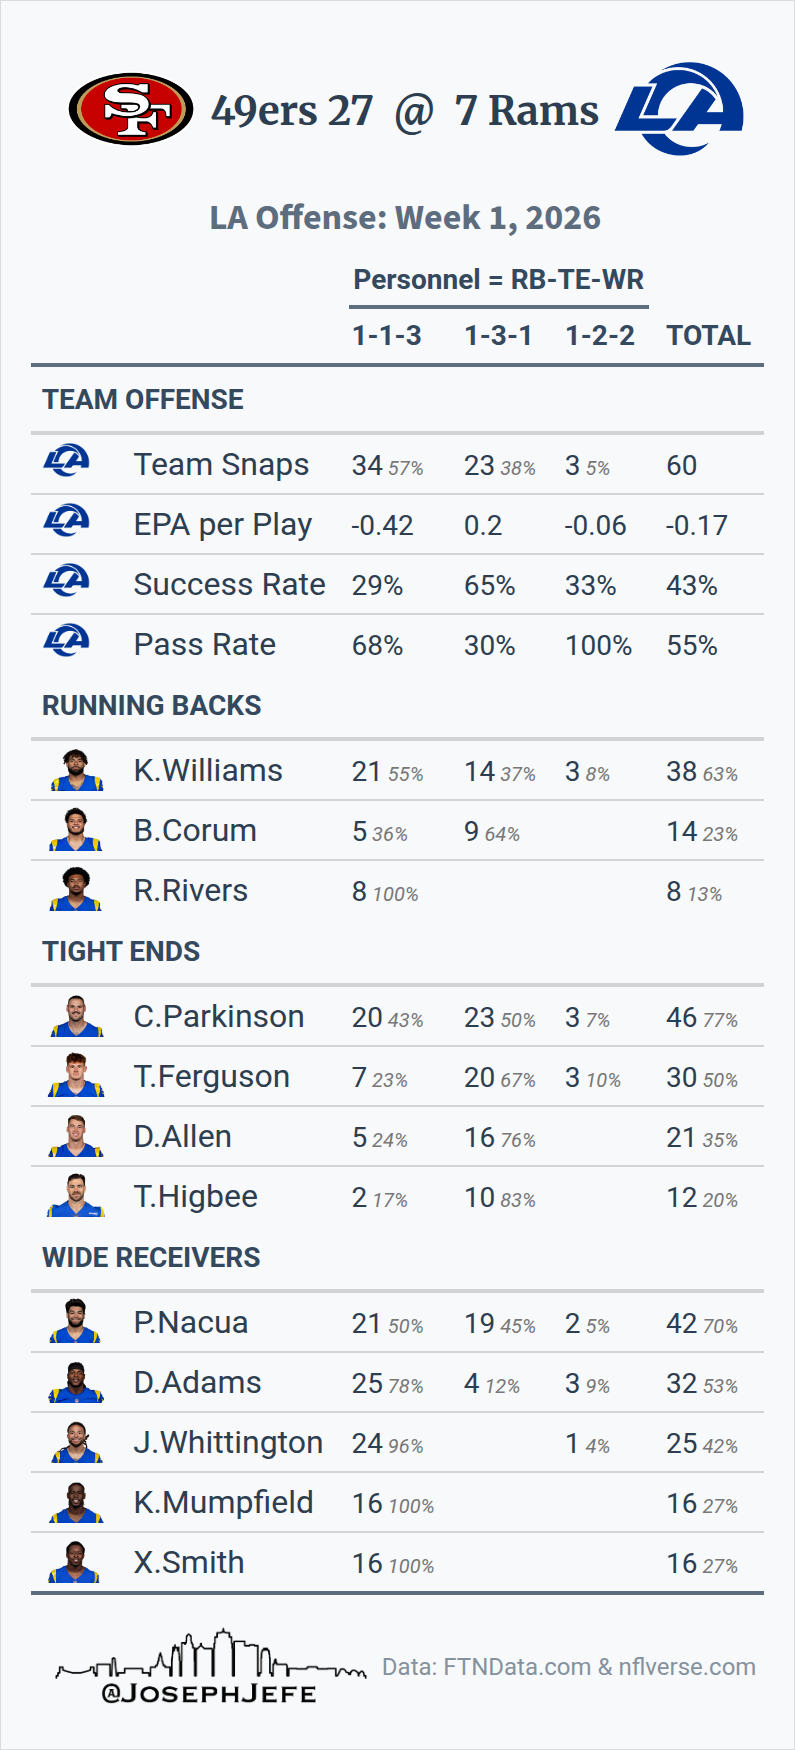 SF 49ers 27 @ 7 Rams LA
LA Offense: Week 1, 2026
Personnel = RB-TE-WR
1-1-3 1-3-1 1-2-2 TOTAL
TEAM OFFENSE
LA Team Snaps 34 57% 23 38% 3 5% 60
LA EPA per Play -0.42 0.2 -0.06 -0.17
LA Success Rate 29% 65% 33% 43%
LA Pass Rate 68% 30% 100% 55%
RUNNING BACKS
K.Williams 21 55% 14 37% 3 8% 38 63%
B.Corum 5 36% 9 64% 14 23%
R.Rivers 8 100% 8 13%
TIGHT ENDS
C.Parkinson 20 43% 23 50% 3 7% 46 77%
T.Ferguson 7 23% 20 67% 3 10% 30 50%
D.Allen 5 24% 16 76% 21 35%
T.Higbee 2 17% 10 83% 12 20%
WIDE RECEIVERS
P.Nacua 21 50% 19 45% 2 5% 42 70%
D.Adams 25 78% 4 12% 3 9% 32 53%
J.Whittington 24 96% 1 4% 25 42%
K.Mumpfield 16 100% 16 27%
X.Smith 16 100% 16 27%
@JOSEPHJEFE Data: FTNData.com & nflverse.com